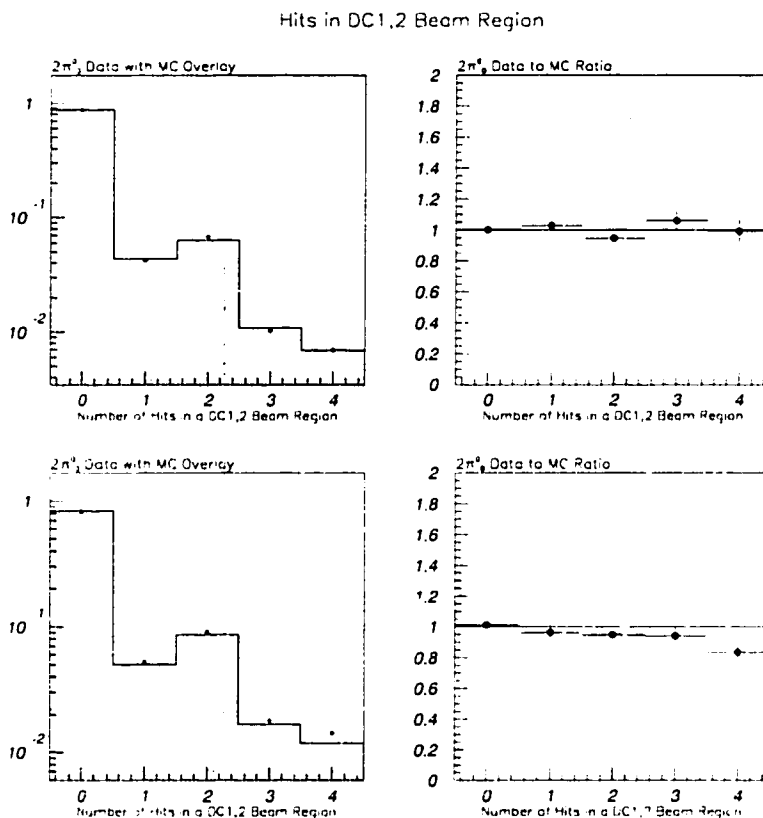 Hits in DC1,2 Beam Region
Data with MC Overlay
1
10 -1
10 -2
0 1 2 3 4
Number of Hits in a DC1,2 Beam Region
Data to MC Ratio
2
1.8
1.6
1.4
1.2
1
0.8
0.6
0.4
0.2
0
0 1 2 3 4
Number of Hits in a DC1,2 Beam Region
Data with MC Overlay
1
10 -1
10 -2
0 1 2 3 4
Number of Hits in a DC1,2 Beam Region
Data to MC Ratio
2
1.8
1.6
1.4
1.2
1
0.8
0.6
0.4
0.2
0
0 1 2 3 4
Number of Hits in a Beam Region